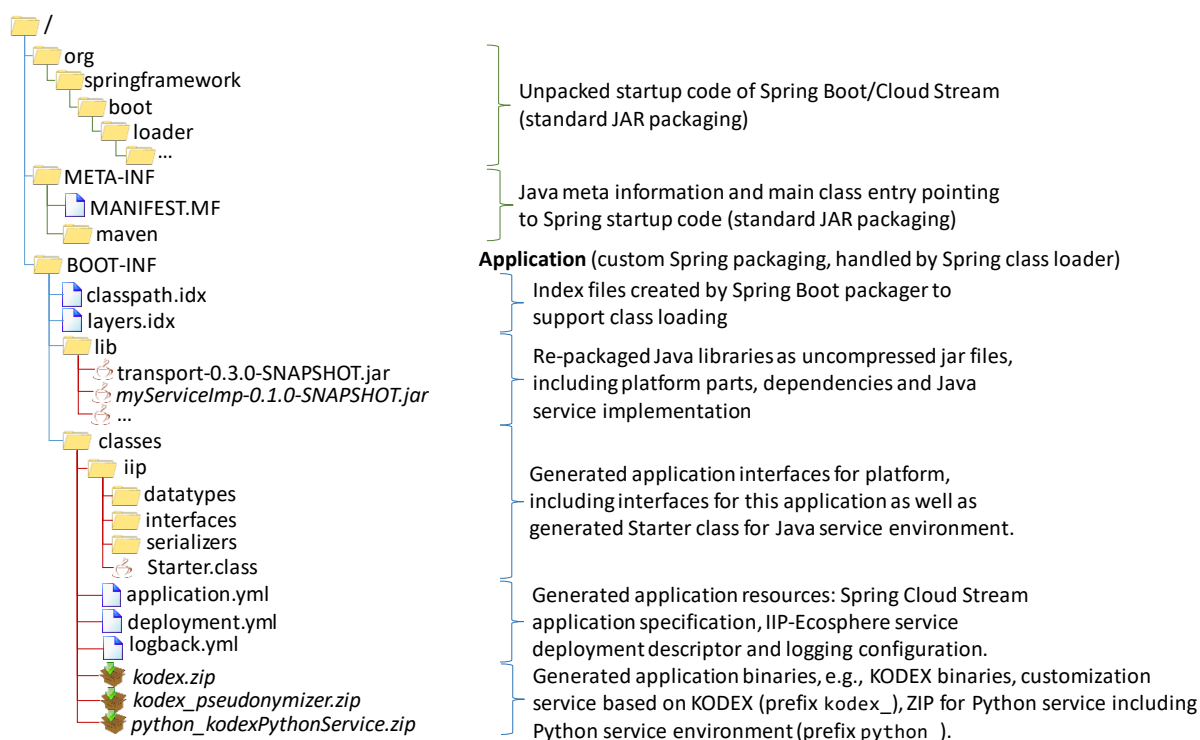 /
org
springframework
boot
loader
...
Unpacked startup code of Spring Boot/Cloud Stream
(standard JAR packaging)
META-INF
MANIFEST.MF
maven
Java meta information and main class entry pointing
to Spring startup code (standard JAR packaging)
BOOT-INF
Application (custom Spring packaging, handled by Spring class loader)
classpath.idx
layers.idx
Index files created by Spring Boot packager to
support class loading
lib
transport-0.3.0-SNAPSHOT.jar
myServiceImp-0.1.0-SNAPSHOT.jar
...
Re-packaged Java libraries as uncompressed jar files,
including platform parts, dependencies and Java
service implementation
classes
iip
datatypes
interfaces
serializers
Starter.class
Generated application interfaces for platform,
including interfaces for this application as well as
generated Starter class for Java service environment.
application.yml
deployment.yml
logback.yml
Generated application resources: Spring Cloud Stream
application specification, IIP-Ecosphere service
deployment descriptor and logging configuration.
kodex.zip
kodex_pseudonymizer.zip
python_kodexPythonService.zip
Generated application binaries, e.g., KODEX binaries, customization
service based on KODEX (prefix kodex_), ZIP for Python service including
Python service environment (prefix python_).